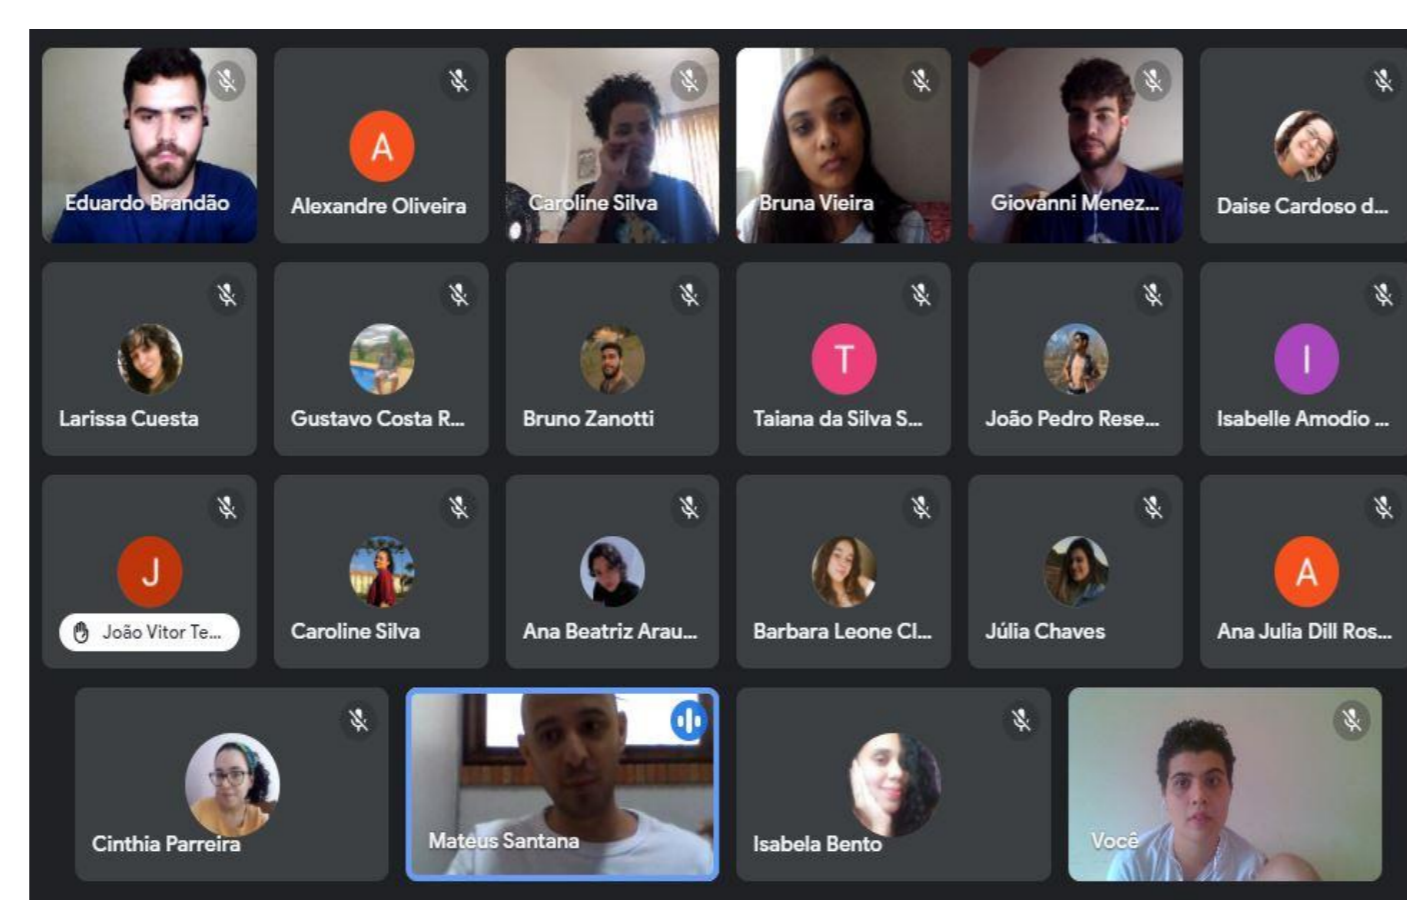 Eduardo Brandão
A
Alexandre Oliveira
Caroline Silva
Bruna Vieira
Giovanni Menez...
Daise Cardoso d...
Larissa Cuesta
Gustavo Costa R...
Bruno Zanotti
T
Taiana da Silva S...
João Pedro Rese...
I
Isabelle Amodio ...
J
João Vitor Te...
Caroline Silva
Ana Beatriz Arau...
Barbara Leone Cl...
Júlia Chaves
A
Ana Julia Dill Ros...
Cinthia Parreira
Mateus Santana
Isabela Bento
Você